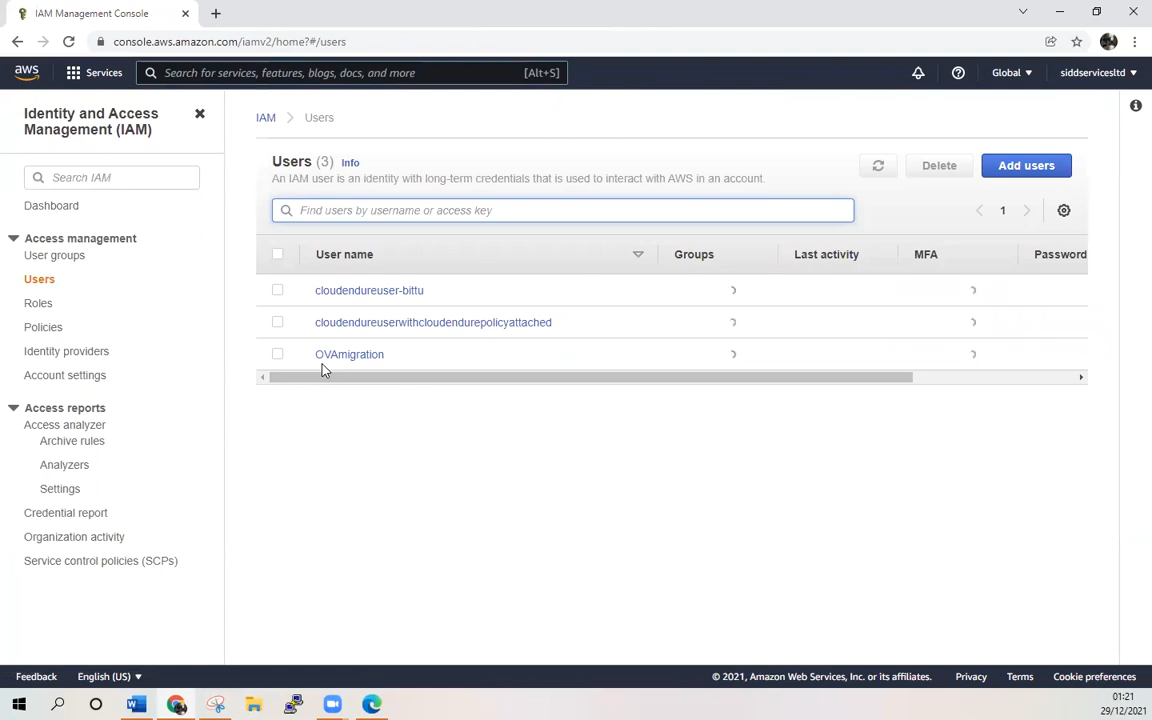 IAM Management Console
console.aws.amazon.com/iamv2/home?#/users
aws
Services
Search for services, features, blogs, docs, and more
[Alt+S]
Global
siddservicesltd
Identity and Access
Management (IAM)
Search IAM
Dashboard
Access management
User groups
Users
Roles
Policies
Identity providers
Account settings
Access reports
Access analyzer
Archive rules
Analyzers
Settings
Credential report
Organization activity
Service control policies (SCPs)
IAM
Users
Users (3) Info
An IAM user is an identity with long-term credentials that is used to interact with AWS in an account.
Delete
Add users
Find users by username or access key
1
User name
Groups
Last activity
MFA
Password
cloudendureuser-bittu
cloudendureuserwithcloudendurepolicyattached
OVAmigration
Feedback
English (US)
© 2021, Amazon Web Services, Inc. or its affiliates.
Privacy
Terms
Cookie preferences
01:21
29/12/2021